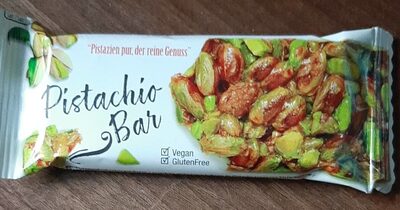 "Pistazien pur, der reine Genuss"
Pistachio
Bar
Vegan
GlutenFree